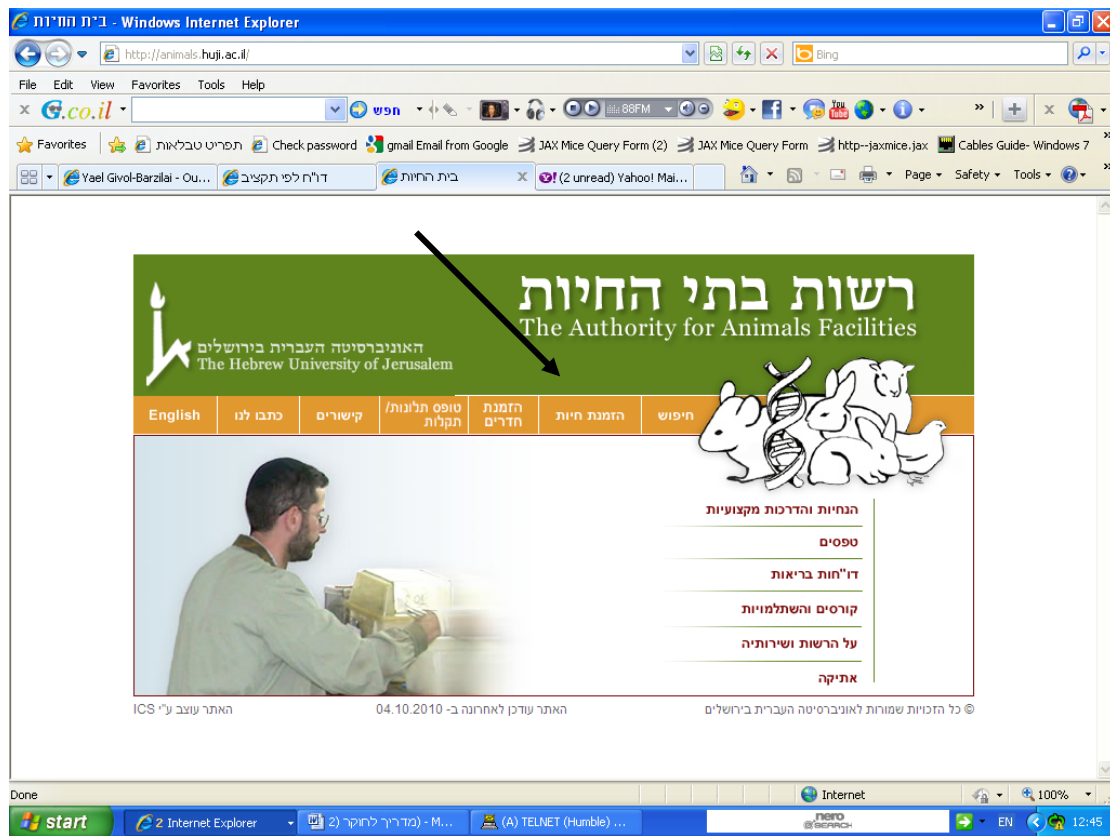 בית החיות - Windows Internet Explorer
http://animals.huji.ac.il/
Bing
File Edit View Favorites Tools Help
G.co.il חפש 88FM
Favorites תפריט טבלאות Check password gmail Email from Google JAX Mice Query Form (2) JAX Mice Query Form http--jaxmice.jax Cables Guide- Windows 7
Yael Givol-Barzilai - Ou... דו"ח לפי תקציב בית החיות (2 unread) Yahoo! Mai... Page Safety Tools
רשות בתי החיות
The Authority for Animals Facilities
האוניברסיטה העברית בירושלים
The Hebrew University of Jerusalem
חיפוש
הזמנת חיות
הזמנת
חדרים
טופס תלונות/
תקלות
קישורים
כתבו לנו
English
הנחיות והדרכות מקצועיות
טפסים
דו"חות בריאות
קורסים והשתלמויות
על הרשות ושירותיה
אתיקה
© כל הזכויות שמורות לאוניברסיטה העברית בירושלים
האתר עודכן לאחרונה ב- 04.10.2010
האתר עוצב ע"י ICS
Done Internet 100%
start 2 Internet Explorer מדריך לחוקר (2) - M... (A) TELNET (Humble) ... nero SEARCH EN 12:45